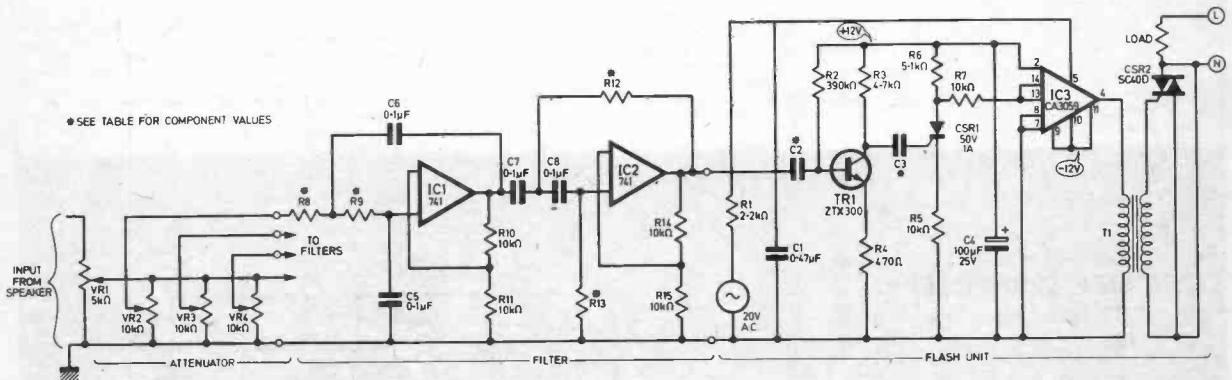 *SEE TABLE FOR COMPONENT VALUES
INPUT
FROM
SPEAKER
VR1
5kΩ
VR2
10kΩ
VR3
10kΩ
VR4
10kΩ
TO
FILTERS
ATTENUATOR
*
R8
*
R9
C6
0·1µF
C5
0·1µF
IC1
741
R10
10kΩ
R11
10kΩ
C7
0·1µF
C8
0·1µF
*
R12
*
R13
IC2
741
R14
10kΩ
R15
10kΩ
FILTER
R1
2·2kΩ
20V
A.C.
C1
0·47µF
*
C2
R2
390kΩ
+12V
R3
4·7kΩ
TR1
ZTX300
R4
470Ω
C3
*
R6
5·1kΩ
R7
10kΩ
CSR1
50V
1A
R5
10kΩ
+
C4
100µF
25V
2
14
13
8
7
9
10
11
5
4
IC3
CA3059
-12V
T1
LOAD
CSR2
SC40D
L
N
FLASH UNIT